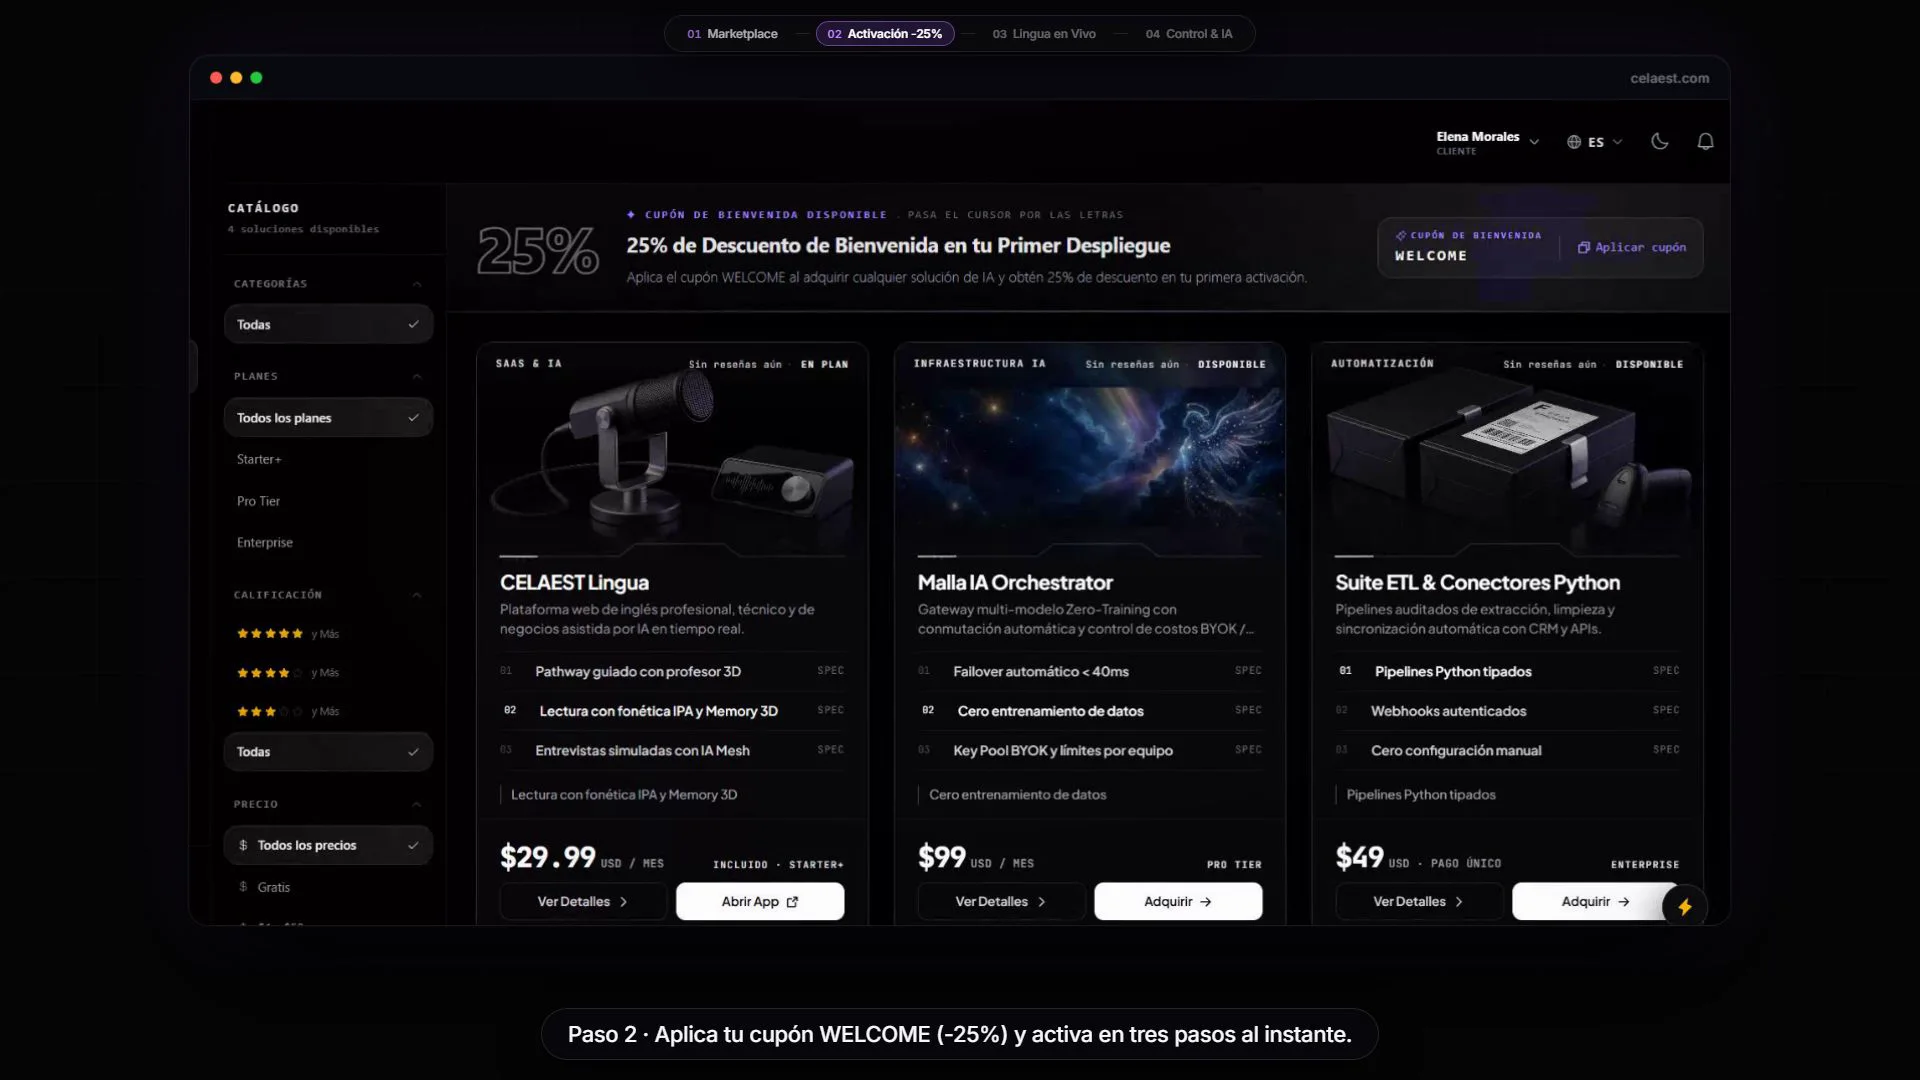 01 Marketplace
02 Activación -25%
03 Lingua en Vivo
04 Control & IA
celaest.com
Elena Morales
CLIENTE
ES
CATÁLOGO
4 soluciones disponibles
CATEGORÍAS
Todas
PLANES
Todos los planes
Starter+
Pro Tier
Enterprise
CALIFICACIÓN
y Más
y Más
y Más
Todas
PRECIO
$ Todos los precios
$ Gratis
25%
CUPÓN DE BIENVENIDA DISPONIBLE · PASA EL CURSOR POR LAS LETRAS
25% de Descuento de Bienvenida en tu Primer Despliegue
Aplica el cupón WELCOME al adquirir cualquier solución de IA y obtén 25% de descuento en tu primera activación.
CUPÓN DE BIENVENIDA
WELCOME
Aplicar cupón
SAAS & IA
Sin reseñas aún · EN PLAN
CELAEST Lingua
Plataforma web de inglés profesional, técnico y de
negocios asistida por IA en tiempo real.
01 Pathway guiado con profesor 3D SPEC
02 Lectura con fonética IPA y Memory 3D SPEC
03 Entrevistas simuladas con IA Mesh SPEC
Lectura con fonética IPA y Memory 3D
$29.99 USD / MES
INCLUIDO · STARTER+
Ver Detalles
Abrir App
INFRAESTRUCTURA IA
Sin reseñas aún · DISPONIBLE
Malla IA Orchestrator
Gateway multi-modelo Zero-Training con
conmutación automática y control de costos BYOK /...
01 Failover automático < 40ms SPEC
02 Cero entrenamiento de datos SPEC
03 Key Pool BYOK y límites por equipo SPEC
Cero entrenamiento de datos
$99 USD / MES
PRO TIER
Ver Detalles
Adquirir
AUTOMATIZACIÓN
Sin reseñas aún · DISPONIBLE
Suite ETL & Conectores Python
Pipelines auditados de extracción, limpieza y
sincronización automática con CRM y APIs.
01 Pipelines Python tipados SPEC
02 Webhooks autenticados SPEC
03 Cero configuración manual SPEC
Pipelines Python tipados
$49 USD · PAGO ÚNICO
ENTERPRISE
Ver Detalles
Adquirir
Paso 2 · Aplica tu cupón WELCOME (-25%) y activa en tres pasos al instante.